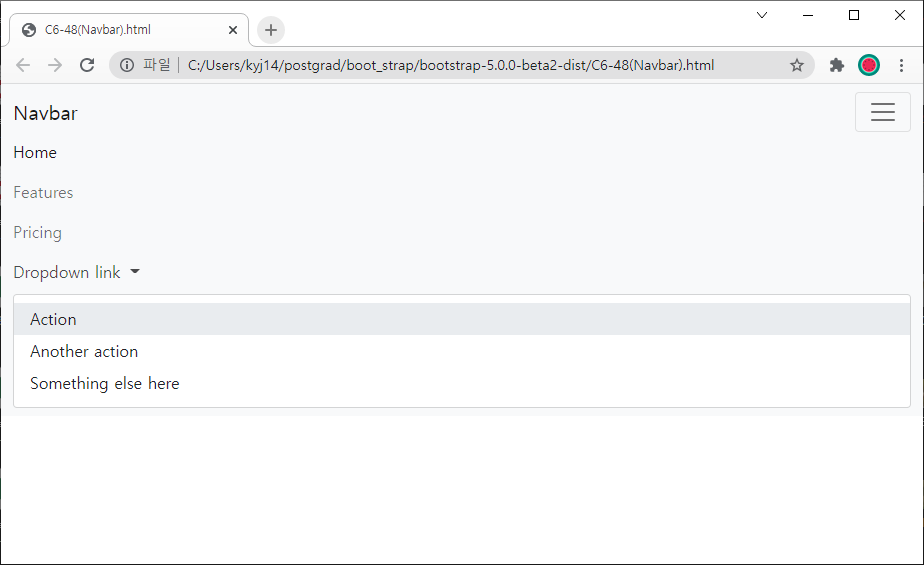 C6-48(Navbar).html
파일 C:/Users/kyj14/postgrad/boot_strap/bootstrap-5.0.0-beta2-dist/C6-48(Navbar).html
Navbar
Home
Features
Pricing
Dropdown link
Action
Another action
Something else here